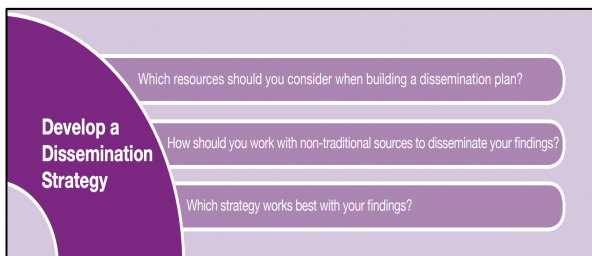 Develop a
Dissemination
Strategy
Which resources should you consider when building a dissemination plan?
How should you work with non-traditional sources to disseminate your findings?
Which strategy works best with your findings?